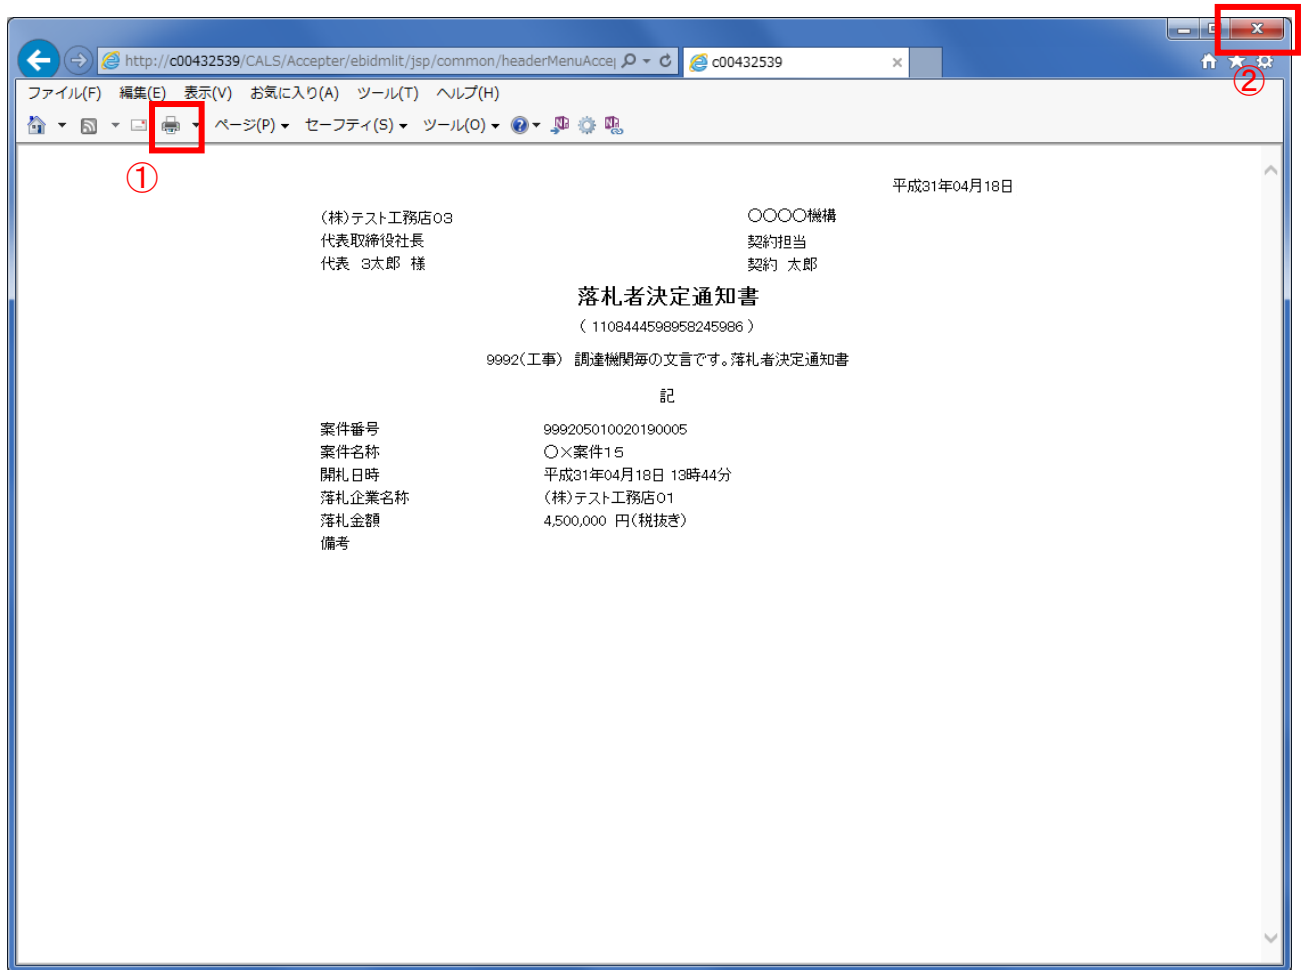 ②
http://c00432539/CALS/Accepter/ebidmlit/jsp/common/headerMenuAccep
c00432539
ファイル(F) 編集(E) 表示(V) お気に入り(A) ツール(T) ヘルプ(H)
ページ(P) セーフティ(S) ツール(O)
①
平成31年04月18日
(株)テスト工務店03 〇〇〇〇機構
代表取締役社長 契約担当
代表 3太郎 様 契約 太郎
落札者決定通知書
( 1108444598958245986 )
9992(工事) 調達機関毎の文言です。落札者決定通知書
記
案件番号 999205010020190005
案件名称 〇×案件15
開札日時 平成31年04月18日 13時44分
落札企業名称 (株)テスト工務店01
落札金額 4,500,000 円(税抜き)
備考